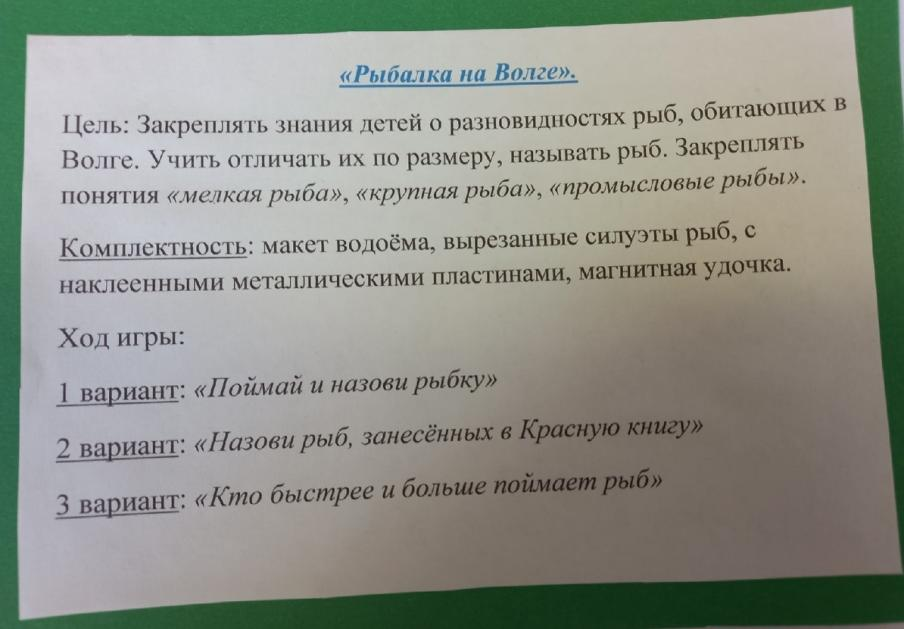 «Рыбалка на Волге».
Цель: Закреплять знания детей о разновидностях рыб, обитающих в
Волге. Учить отличать их по размеру, называть рыб. Закреплять
понятия «мелкая рыба», «крупная рыба», «промысловые рыбы».
Комплектность: макет водоёма, вырезанные силуэты рыб, с
наклеенными металлическими пластинами, магнитная удочка.
Ход игры:
1 вариант: «Поймай и назови рыбку»
2 вариант: «Назови рыб, занесённых в Красную книгу»
3 вариант: «Кто быстрее и больше поймает рыб»